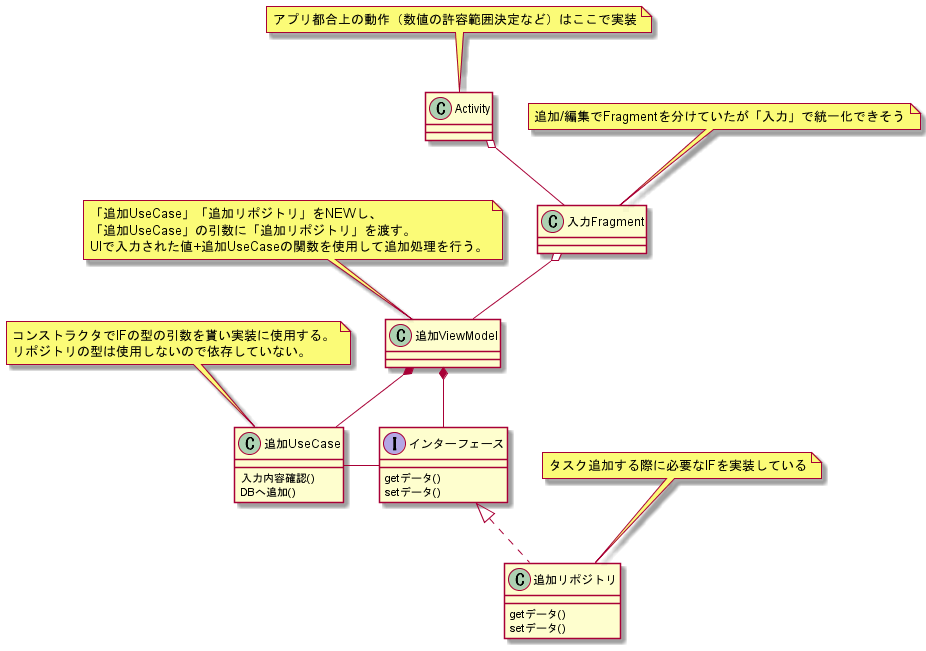 アプリ都合上の動作（数値の許容範囲決定など）はここで実装
C Activity
追加/編集でFragmentを分けていたが「入力」で統一化できそう
C 入力Fragment
「追加UseCase」「追加リポジトリ」をNEWし、
「追加UseCase」の引数に「追加リポジトリ」を渡す。
UIで入力された値+追加UseCaseの関数を使用して追加処理を行う。
C 追加ViewModel
コンストラクタでIFの型の引数を貰い実装に使用する。
リポジトリの型は使用しないので依存していない。
C 追加UseCase
入力内容確認()
DBへ追加()
I インターフェース
getデータ()
setデータ()
タスク追加する際に必要なIFを実装している
C 追加リポジトリ
getデータ()
setデータ()